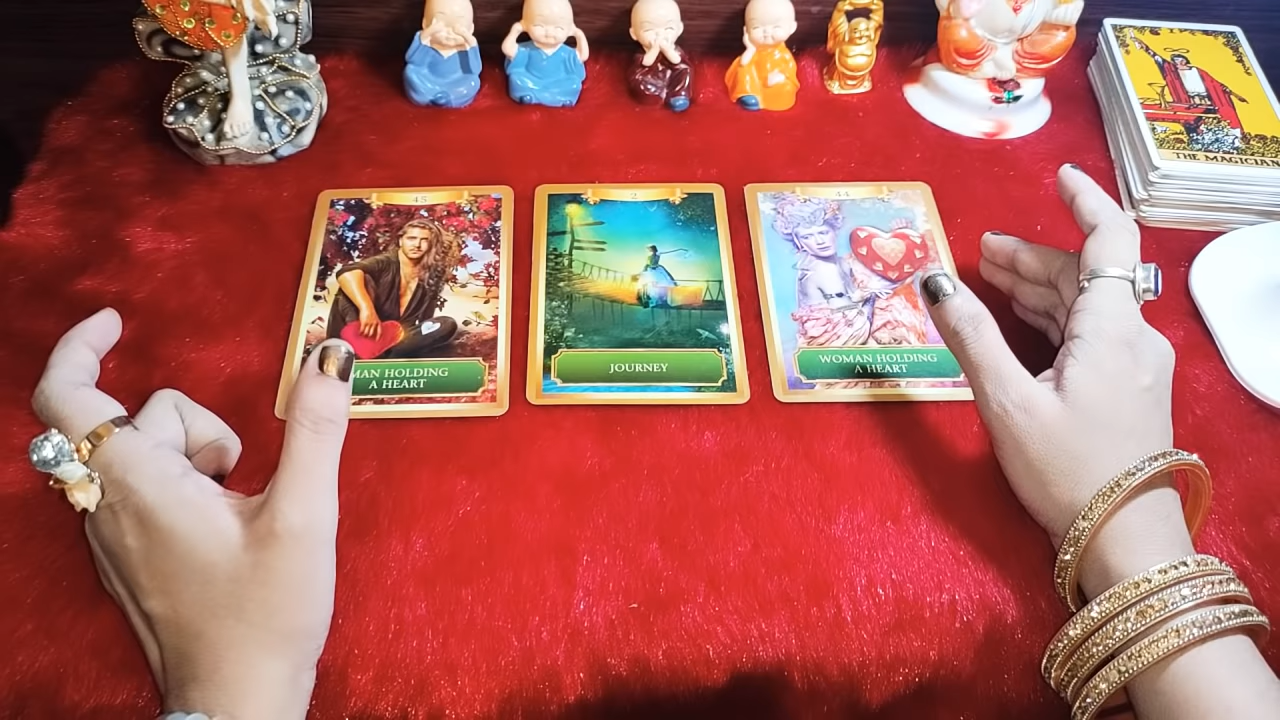 45
MAN HOLDING
A HEART
2
JOURNEY
44
WOMAN HOLDING
A HEART
THE MAGICIAN